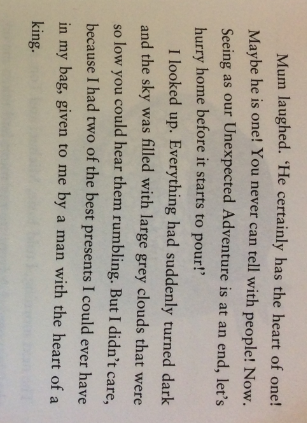 Mum laughed. 'He certainly has the heart of one!
Maybe he is one! You never can tell with people! Now.
Seeing as our Unexpected Adventure is at an end, let's
hurry home before it starts to pour!'
I looked up. Everything had suddenly turned dark
and the sky was filled with large grey clouds that were
so low you could hear them rumbling. But I didn't care,
because I had two of the best presents I could ever have
in my bag, given to me by a man with the heart of a
king.